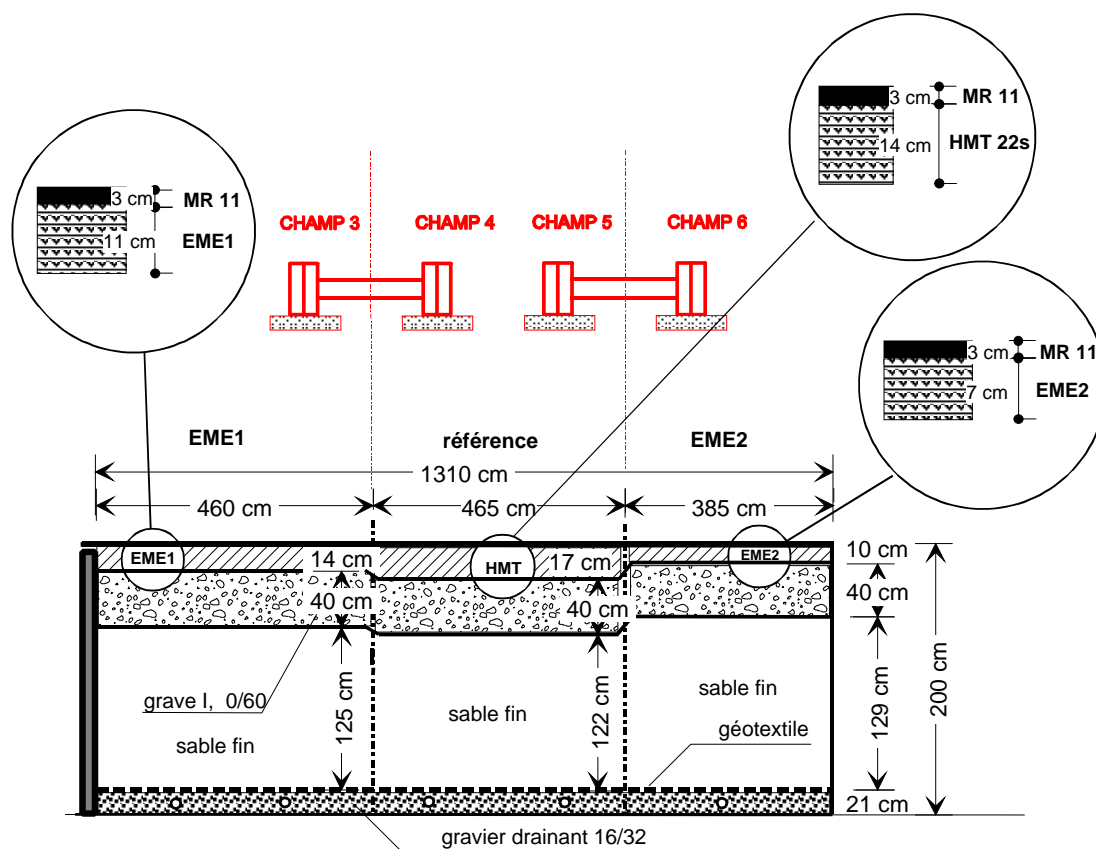 3 cm
MR 11
14 cm
HMT 22s
3 cm
MR 11
11 cm
EME1
CHAMP 3
CHAMP 4
CHAMP 5
CHAMP 6
3 cm
MR 11
7 cm
EME2
EME1
référence
EME2
1310 cm
460 cm
465 cm
385 cm
EME1
14 cm
HMT
17 cm
EME2
10 cm
40 cm
40 cm
40 cm
grave I, 0/60
sable fin
125 cm
sable fin
122 cm
sable fin
géotextile
129 cm
200 cm
21 cm
gravier drainant 16/32